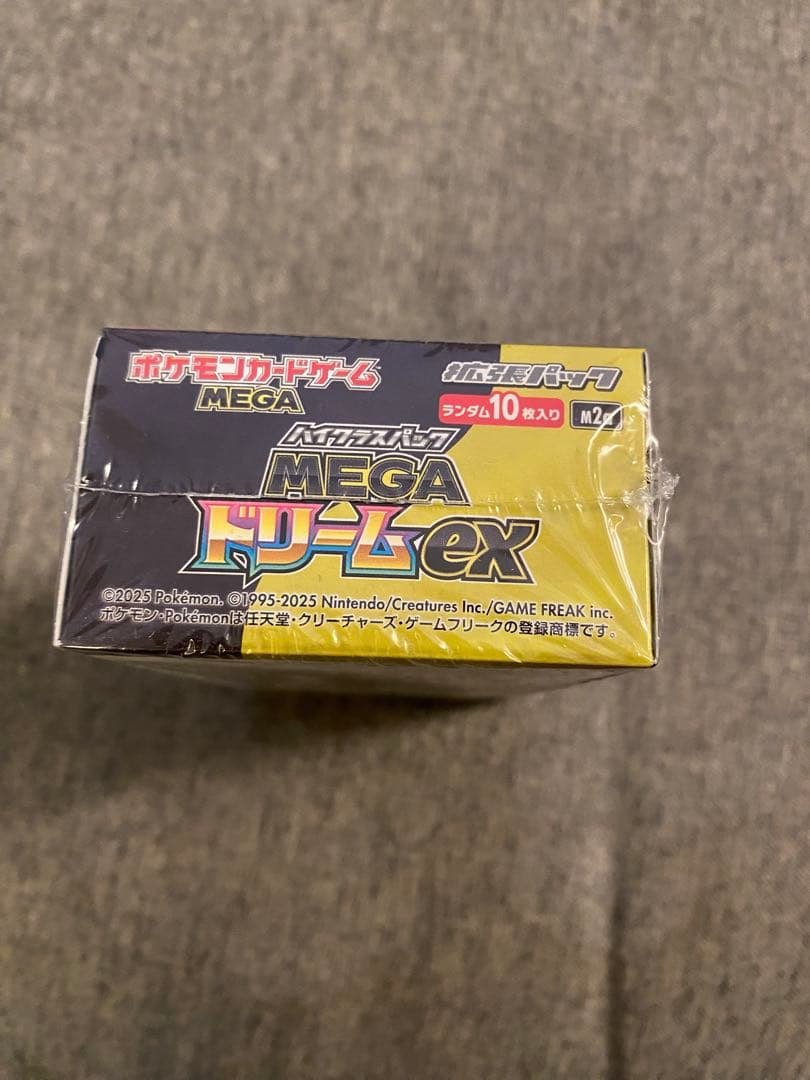 ポケモンカードゲーム
MEGA
拡張パック
ランダム10枚入り M2a
ハイクラスパック
MEGA
ドリームex
©2025 Pokémon. ©1995-2025 Nintendo/Creatures Inc./GAME FREAK inc.
ポケモン・Pokémonは任天堂・クリーチャーズ・ゲームフリークの登録商標です。